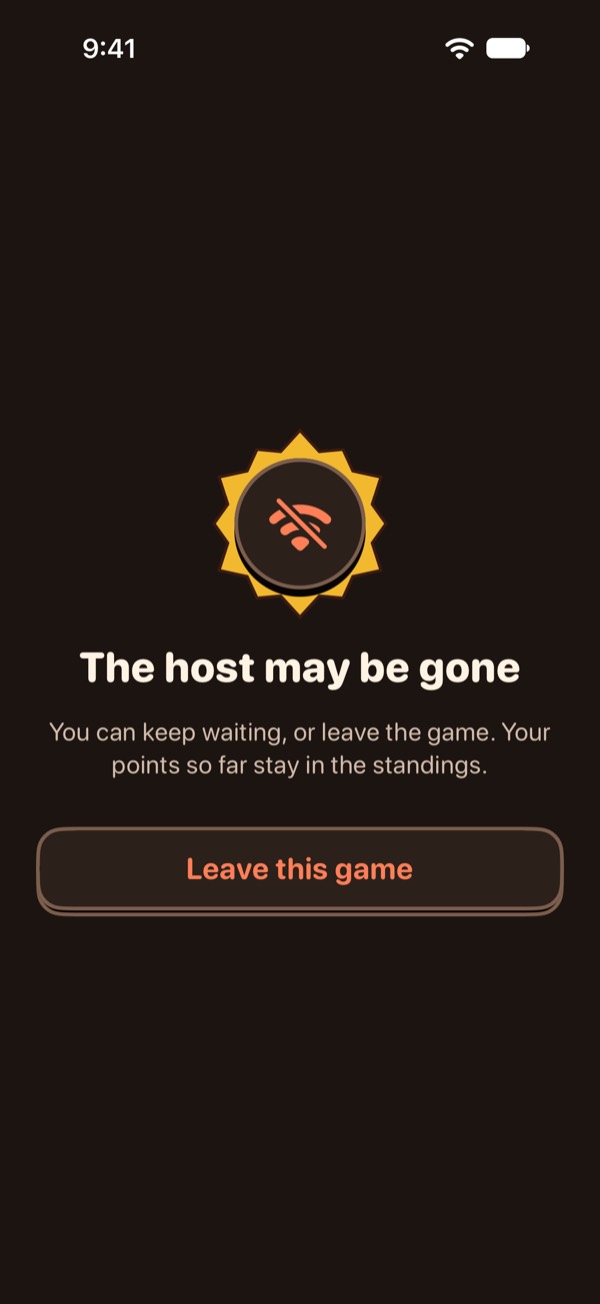 9:41
The host may be gone
You can keep waiting, or leave the game. Your
points so far stay in the standings.
Leave this game